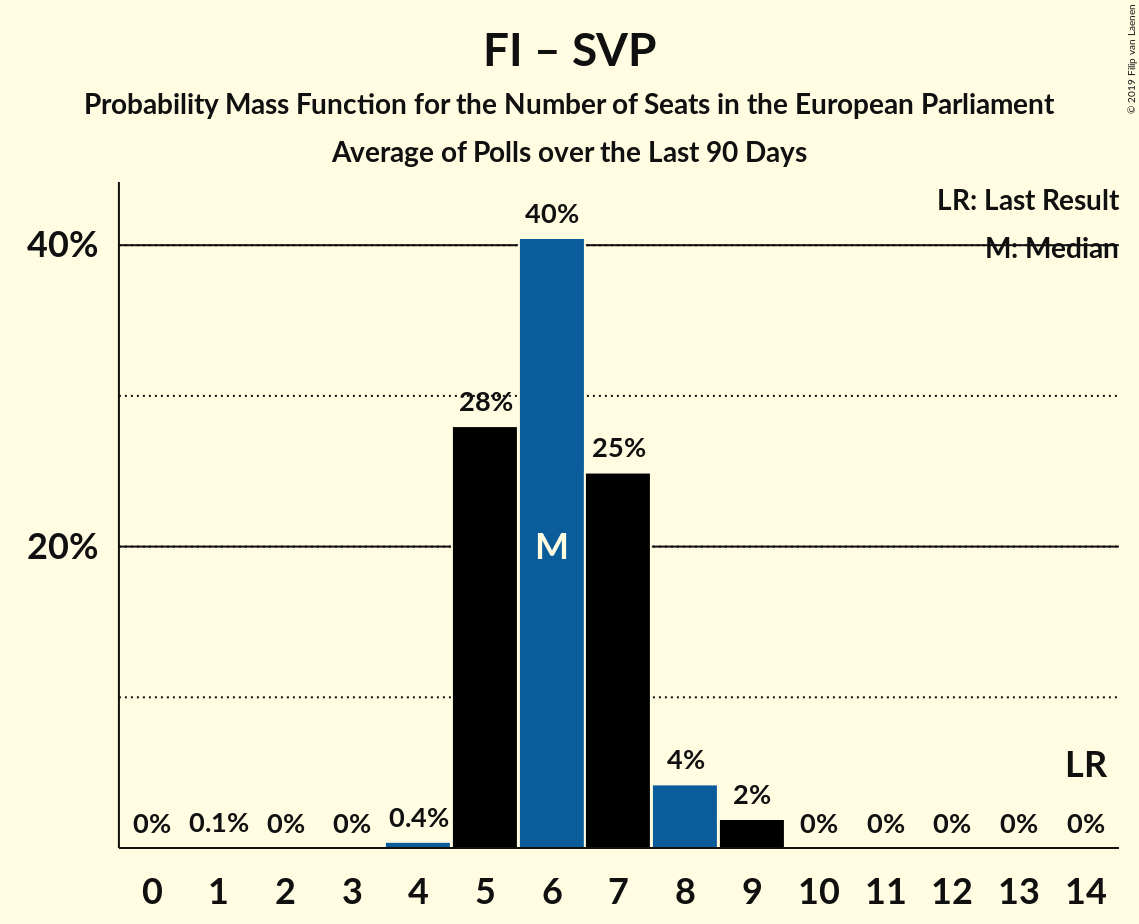 FI – SVP
Probability Mass Function for the Number of Seats in the European Parliament
Average of Polls over the Last 90 Days
© 2019 Filip van Laenen
LR: Last Result
M: Median
40%
20%
0% 0.1% 0% 0% 0.4% 28% 40% 25% 4% 2% 0% 0% 0% 0% 0%
M
LR
0 1 2 3 4 5 6 7 8 9 10 11 12 13 14